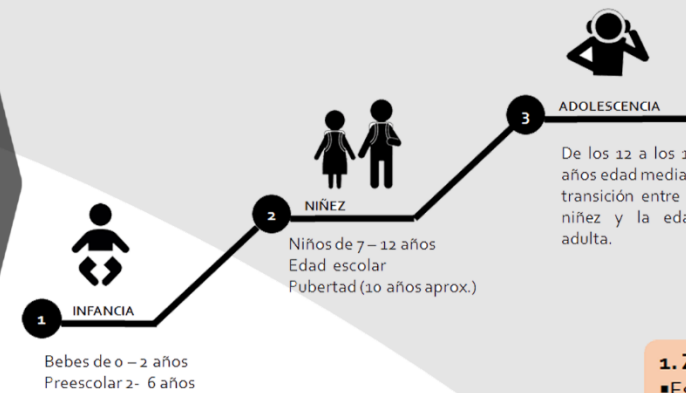 3
ADOLESCENCIA
De los 12 a los 1
años edad media
transición entre
niñez y la eda
adulta.
2
NIÑEZ
Niños de 7 – 12 años
Edad escolar
Pubertad (10 años aprox.)
1
INFANCIA
Bebes de 0 – 2 años
Preescolar 2- 6 años
1.
▪Es